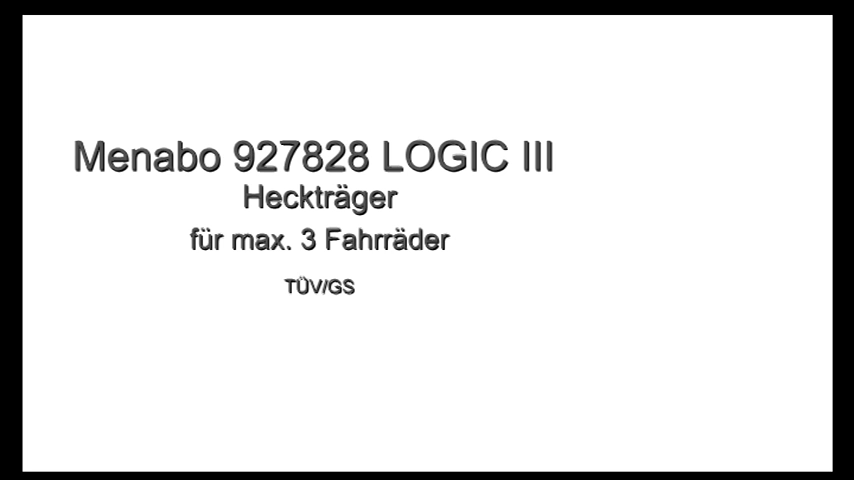 Menabo 927828 LOGIC III
Heckträger
für max. 3 Fahrräder
TÜV/GS